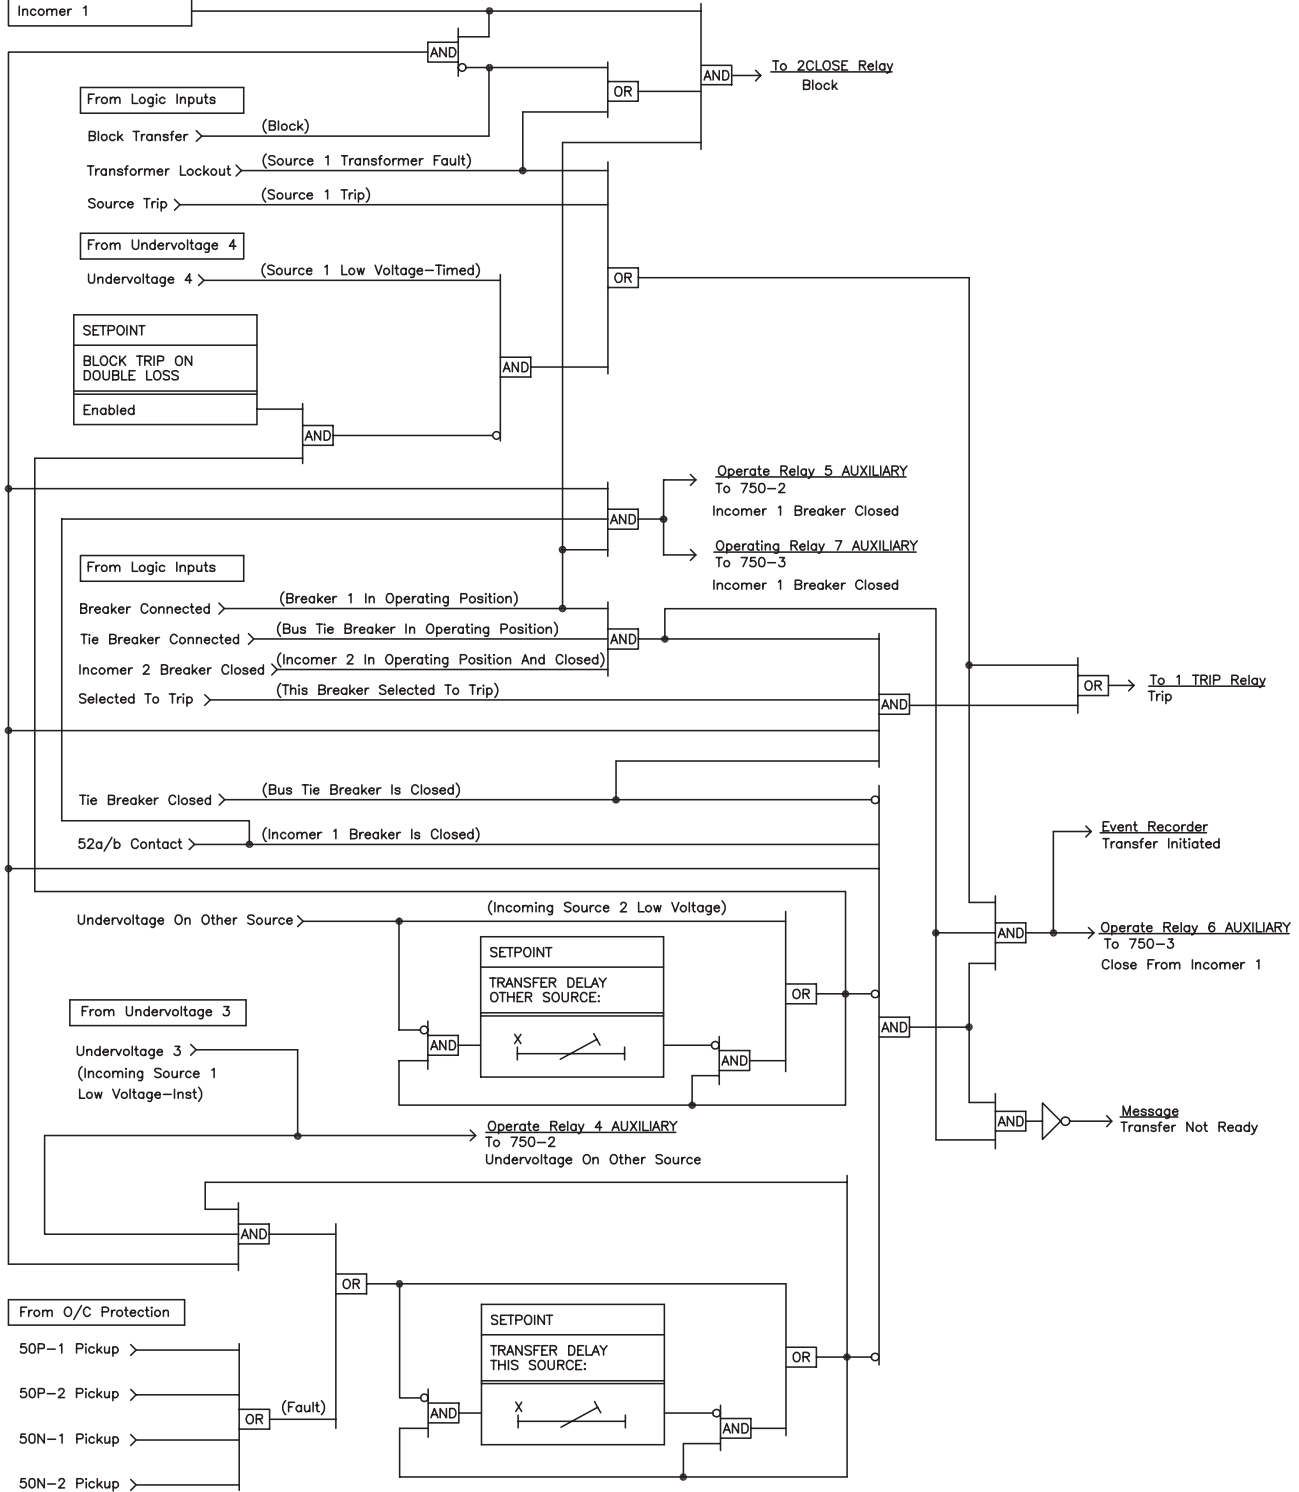 Incomer 1
AND
To 2CLOSE Relay
AND
Block
OR
From Logic Inputs
Block Transfer
(Block)
Transformer Lockout
(Source 1 Transformer Fault)
Source Trip
(Source 1 Trip)
From Undervoltage 4
Undervoltage 4
(Source 1 Low Voltage-Timed)
OR
SETPOINT
BLOCK TRIP ON
DOUBLE LOSS
Enabled
AND
AND
Operate Relay 5 AUXILIARY
To 750-2
Incomer 1 Breaker Closed
AND
Operating Relay 7 AUXILIARY
To 750-3
Incomer 1 Breaker Closed
From Logic Inputs
Breaker Connected
(Breaker 1 In Operating Position)
Tie Breaker Connected
(Bus Tie Breaker In Operating Position)
AND
Incomer 2 Breaker Closed
(Incomer 2 In Operating Position And Closed)
Selected To Trip
(This Breaker Selected To Trip)
AND
OR
To 1 TRIP Relay
Trip
Tie Breaker Closed
(Bus Tie Breaker Is Closed)
52a/b Contact
(Incomer 1 Breaker Is Closed)
Event Recorder
Transfer Initiated
Undervoltage On Other Source
(Incoming Source 2 Low Voltage)
AND
Operate Relay 6 AUXILIARY
To 750-3
Close From Incomer 1
SETPOINT
TRANSFER DELAY
OTHER SOURCE:
OR
From Undervoltage 3
AND
Undervoltage 3
(Incoming Source 1
Low Voltage-Inst)
AND
X
AND
AND
Message
Transfer Not Ready
Operate Relay 4 AUXILIARY
To 750-2
Undervoltage On Other Source
AND
OR
From O/C Protection
50P-1 Pickup
50P-2 Pickup
50N-1 Pickup
50N-2 Pickup
OR
(Fault)
SETPOINT
TRANSFER DELAY
THIS SOURCE:
OR
AND
X
AND